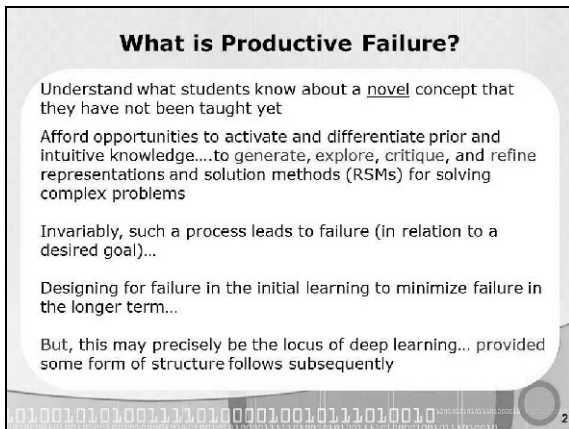 What is Productive Failure?
Understand what students know about a novel concept that
they have not been taught yet
Afford opportunities to activate and differentiate prior and
intuitive knowledge....to generate, explore, critique, and refine
representations and solution methods (RSMs) for solving
complex problems
Invariably, such a process leads to failure (in relation to a
desired goal)...
Designing for failure in the initial learning to minimize failure in
the longer term...
But, this may precisely be the locus of deep learning... provided
some form of structure follows subsequently
2